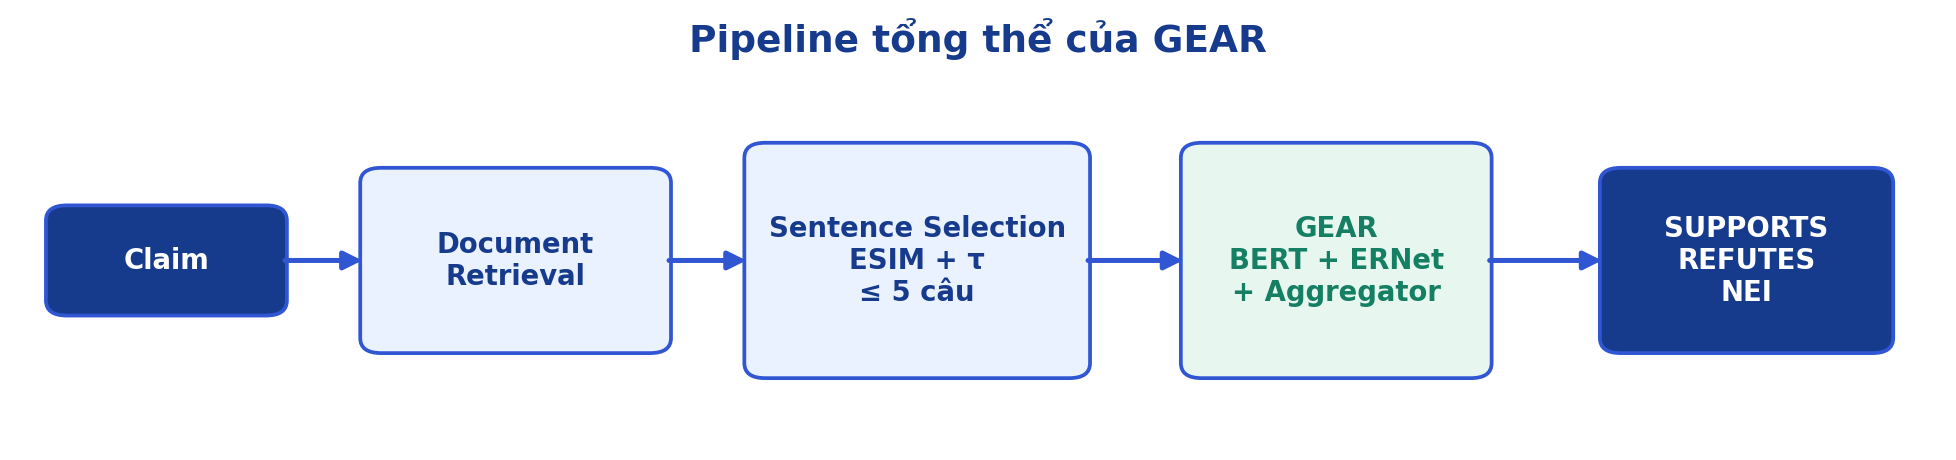 Pipeline tổng thể của GEAR
Claim
Document
Retrieval
Sentence Selection
ESIM + τ
≤ 5 câu
GEAR
BERT + ERNet
+ Aggregator
SUPPORTS
REFUTES
NEI